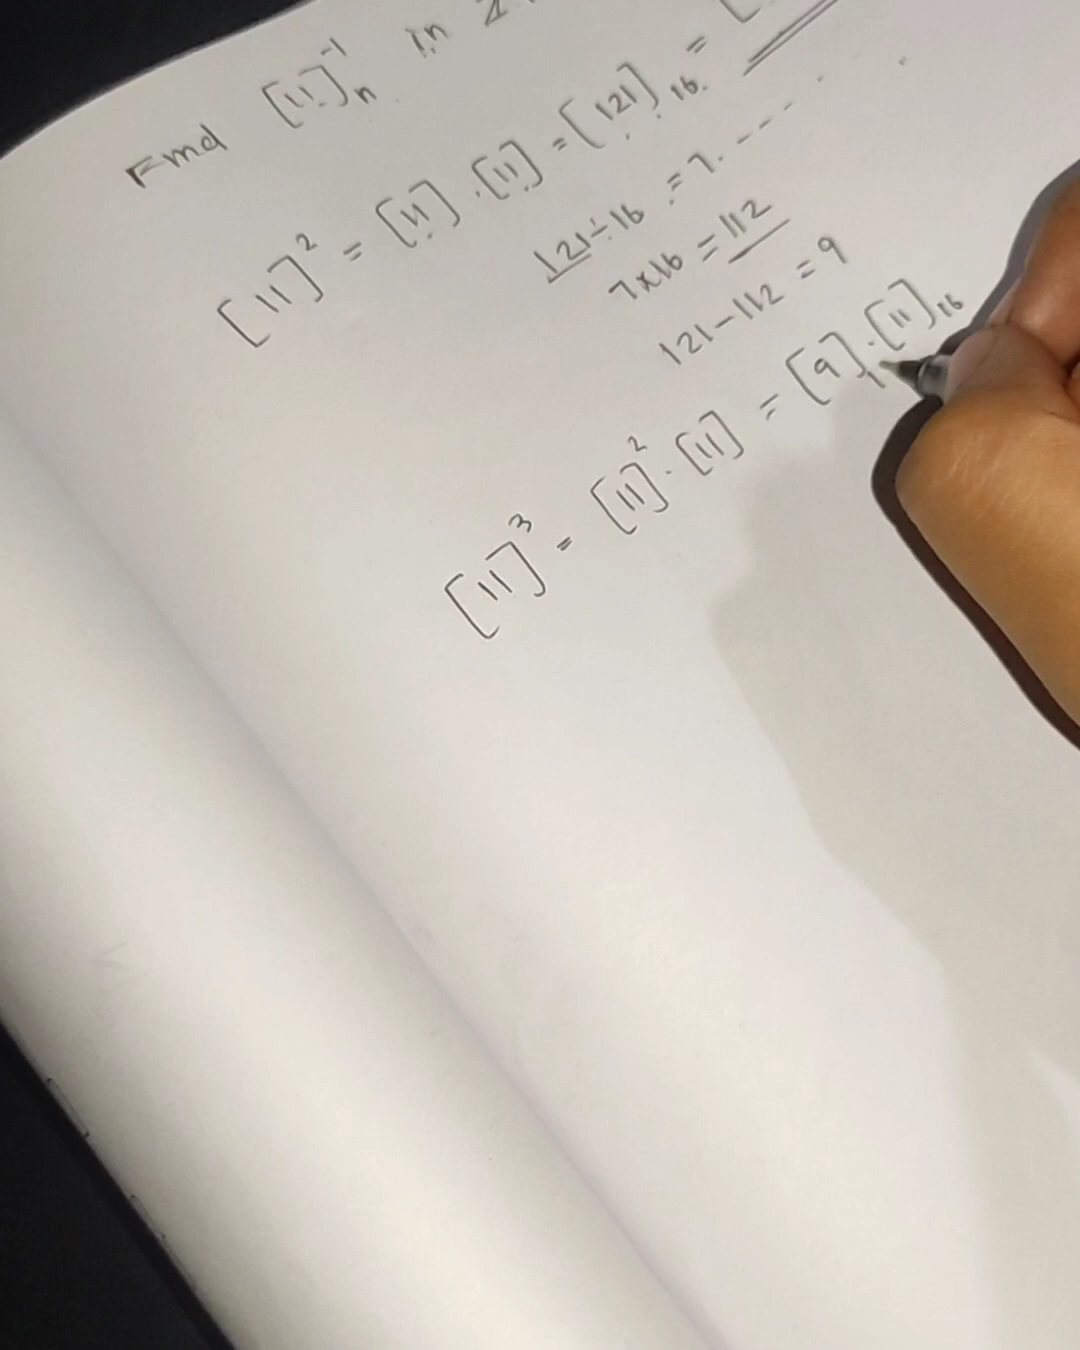 Find [11]⁻¹ₙ in Z
[11]² = [11] · [11] = [121]₁₆ = [
121÷16 = 7. - - - . . .
7×16 = 112
121-112 = 9
[11]³ = [11]² · [11] = [9] · [11]₁₆